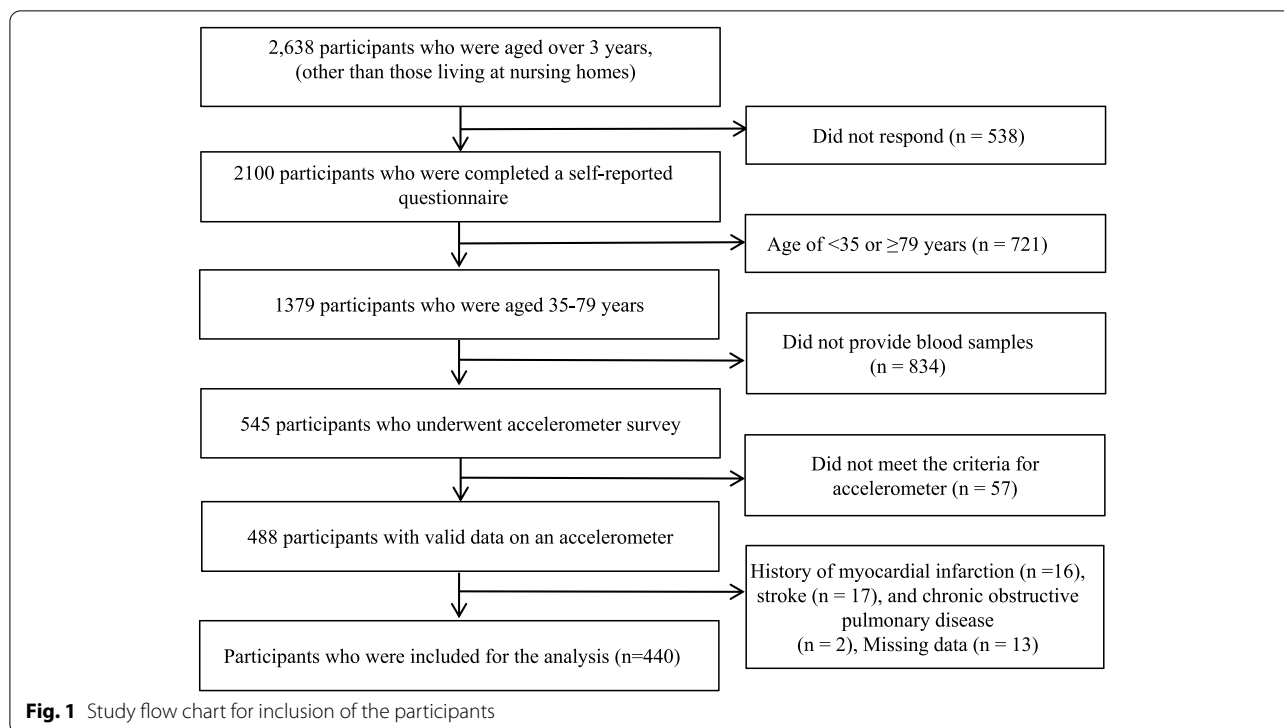 2,638 participants who were aged over 3 years,
(other than those living at nursing homes)
Did not respond (n = 538)
2100 participants who were completed a self-reported
questionnaire
Age of <35 or ≥79 years (n = 721)
1379 participants who were aged 35-79 years
Did not provide blood samples
(n = 834)
545 participants who underwent accelerometer survey
Did not meet the criteria for
accelerometer (n = 57)
488 participants with valid data on an accelerometer
History of myocardial infarction (n =16),
stroke (n = 17), and chronic obstructive
pulmonary disease
(n = 2), Missing data (n = 13)
Participants who were included for the analysis (n=440)
Fig. 1 Study flow chart for inclusion of the participants